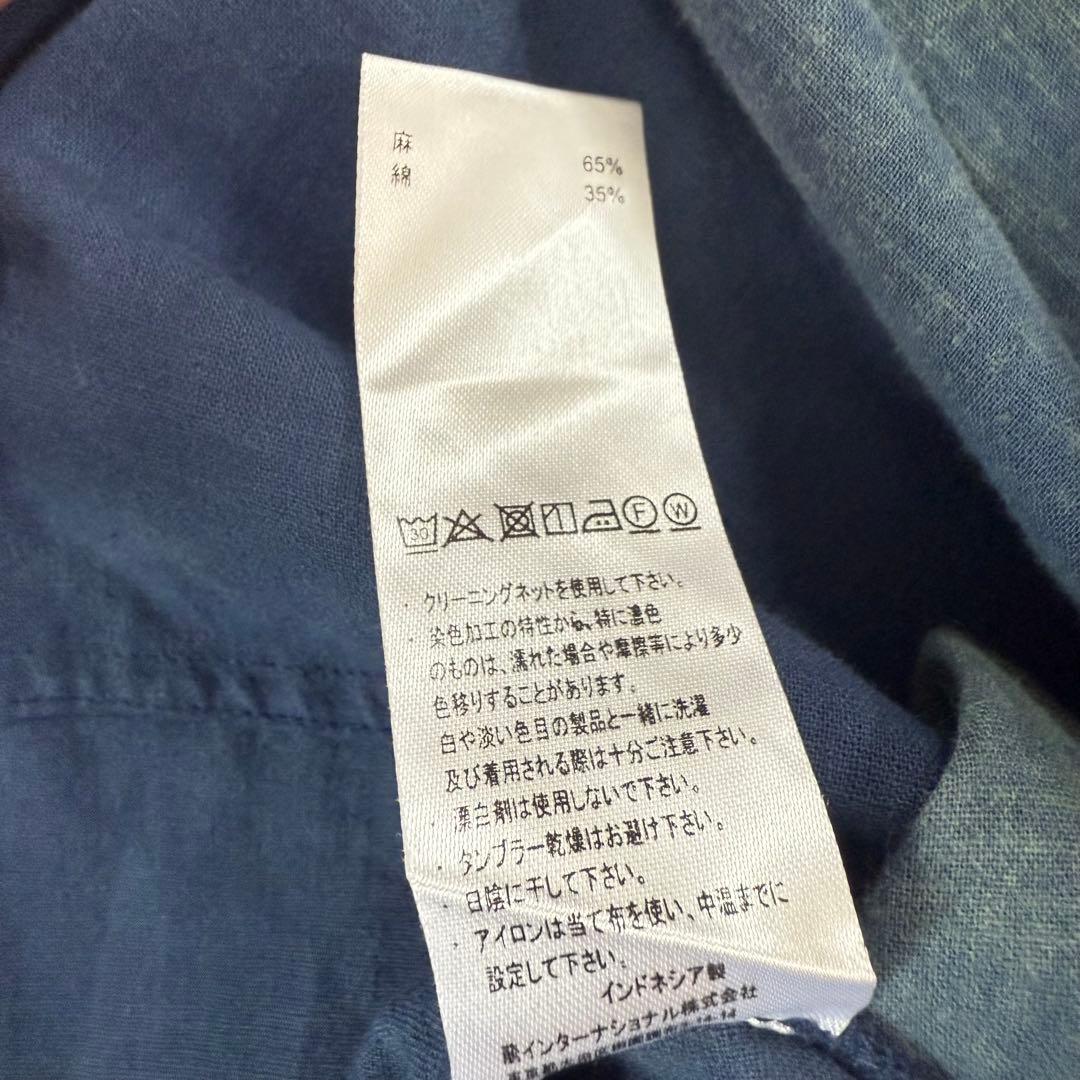 麻 65%
綿 35%
30 F W
・クリーニングネットを使用して下さい。
・染色加工の特性から、特に濃色
のものは、濡れた場合や摩擦等により多少
色移りすることがあります。
白や淡い色目の製品と一緒に洗濯
及び着用される際は十分ご注意下さい。
・漂白剤は使用しないで下さい。
・タンブラー乾燥はお避け下さい。
・日陰に干して下さい。
・アイロンは当て布を使い、中温までに
設定して下さい。
インドネシア製
インターナショナル株式会社